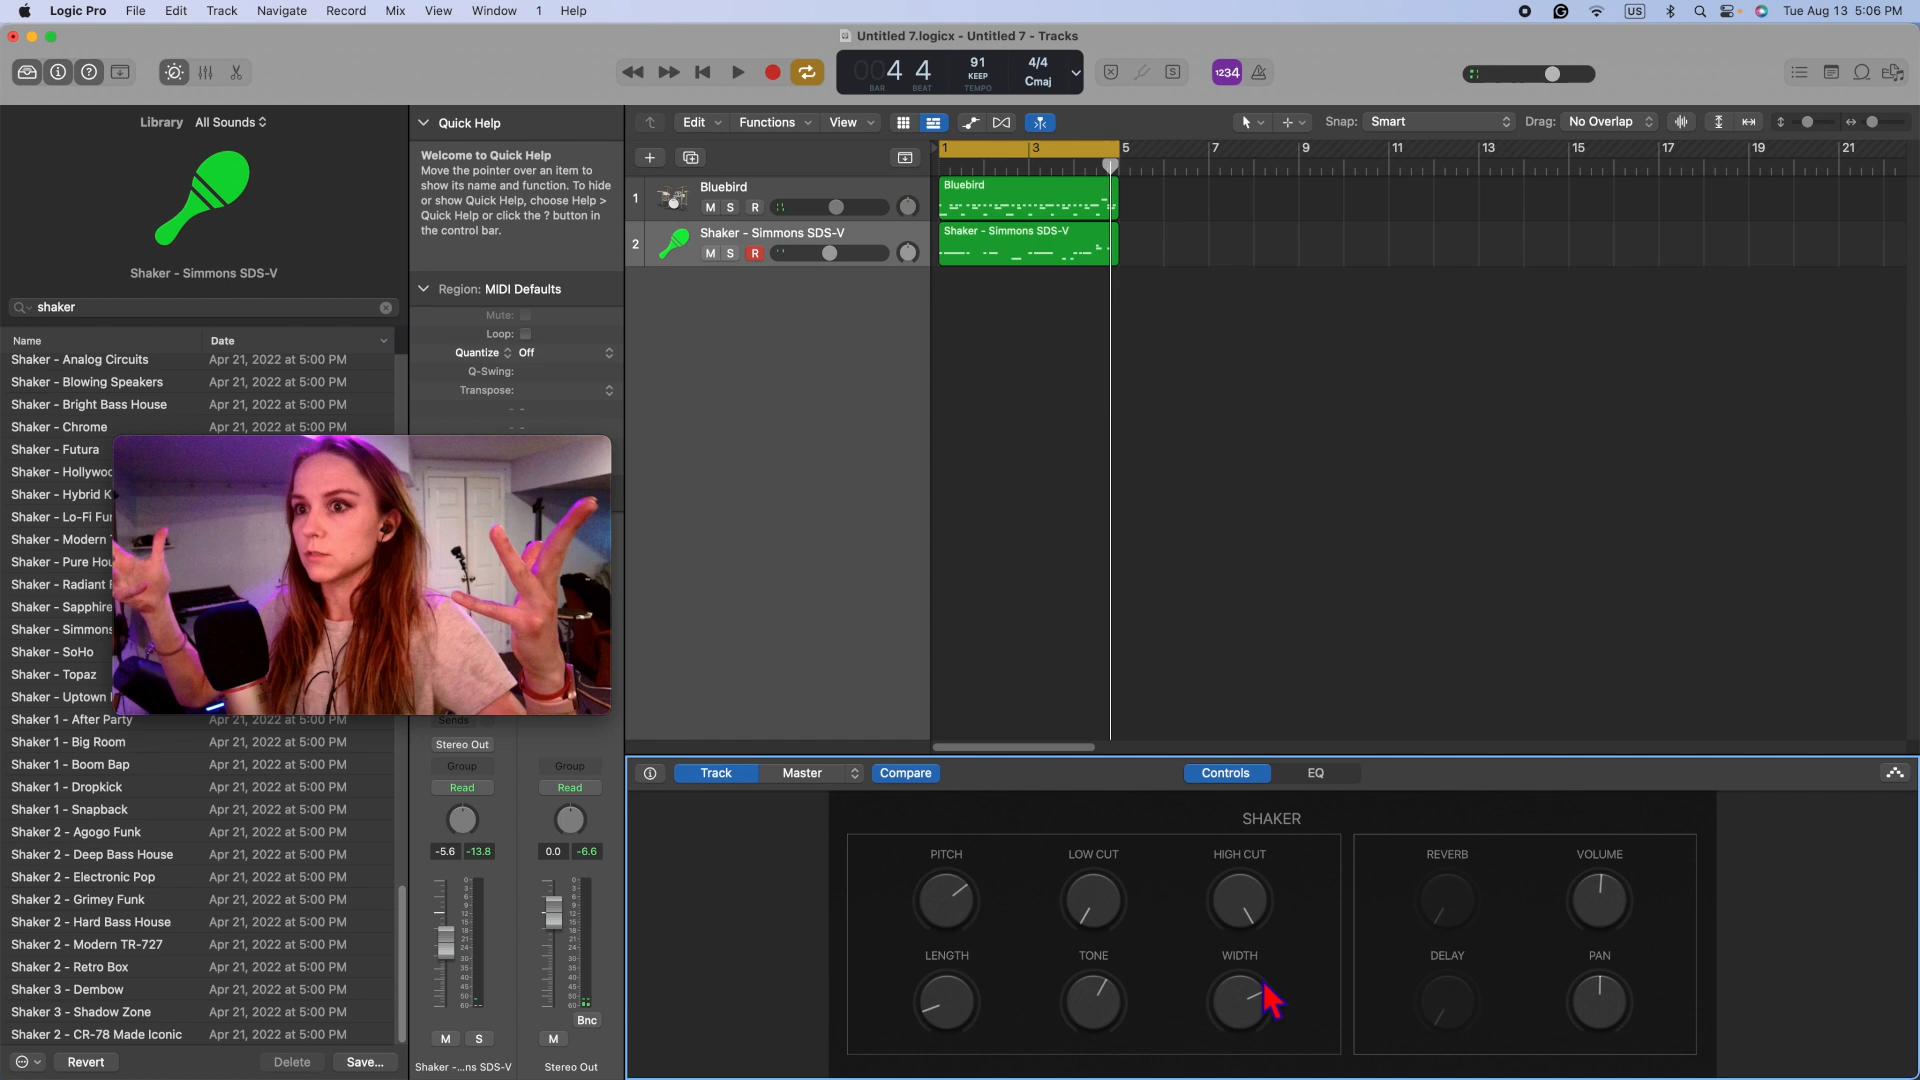 Logic Pro File Edit Track Navigate Record Mix View Window 1 Help
US Tue Aug 13 5:06 PM
Untitled 7.logicx - Untitled 7 - Tracks
004 4 91 4/4
KEEP Cmaj
BAR BEAT TEMPO
S
1234
Library All Sounds
Shaker - Simmons SDS-V
shaker
Name Date
Shaker - Analog Circuits Apr 21, 2022 at 5:00 PM
Shaker - Blowing Speakers Apr 21, 2022 at 5:00 PM
Shaker - Bright Bass House Apr 21, 2022 at 5:00 PM
Shaker - Chrome Apr 21, 2022 at 5:00 PM
Shaker - Futura
Shaker - Hollywoo
Shaker - Hybrid K
Shaker - Lo-Fi Fu
Shaker - Modern
Shaker - Pure Hou
Shaker - Radiant
Shaker - Sapphire
Shaker - Simmons
Shaker - SoHo
Shaker - Topaz
Shaker - Uptown
Shaker 1 - After Party Apr 21, 2022 at 5:00 PM
Shaker 1 - Big Room Apr 21, 2022 at 5:00 PM
Shaker 1 - Boom Bap Apr 21, 2022 at 5:00 PM
Shaker 1 - Dropkick Apr 21, 2022 at 5:00 PM
Shaker 1 - Snapback Apr 21, 2022 at 5:00 PM
Shaker 2 - Agogo Funk Apr 21, 2022 at 5:00 PM
Shaker 2 - Deep Bass House Apr 21, 2022 at 5:00 PM
Shaker 2 - Electronic Pop Apr 21, 2022 at 5:00 PM
Shaker 2 - Grimey Funk Apr 21, 2022 at 5:00 PM
Shaker 2 - Hard Bass House Apr 21, 2022 at 5:00 PM
Shaker 2 - Modern TR-727 Apr 21, 2022 at 5:00 PM
Shaker 2 - Retro Box Apr 21, 2022 at 5:00 PM
Shaker 3 - Dembow Apr 21, 2022 at 5:00 PM
Shaker 3 - Shadow Zone Apr 21, 2022 at 5:00 PM
Shaker 2 - CR-78 Made Iconic Apr 21, 2022 at 5:00 PM
Revert Delete Save...
Quick Help
Welcome to Quick Help
Move the pointer over an item to
show its name and function. To hide
or show Quick Help, choose Help >
Quick Help or click the ? button in
the control bar.
Region: MIDI Defaults
Mute:
Loop:
Quantize Off
Q-Swing:
Transpose:
Sends
Stereo Out
Group Group
Read Read
-5.6 -13.8 0.0 -6.6
Bnc
M S M
Shaker -...ns SDS-V Stereo Out
Edit Functions View
Snap: Smart Drag: No Overlap
1 3 5 7 9 11 13 15 17 19 21
1 Bluebird
M S R
2 Shaker - Simmons SDS-V
M S R
Bluebird
Shaker - Simmons SDS-V
Track Master Compare Controls EQ
SHAKER
PITCH LOW CUT HIGH CUT REVERB VOLUME
LENGTH TONE WIDTH DELAY PAN